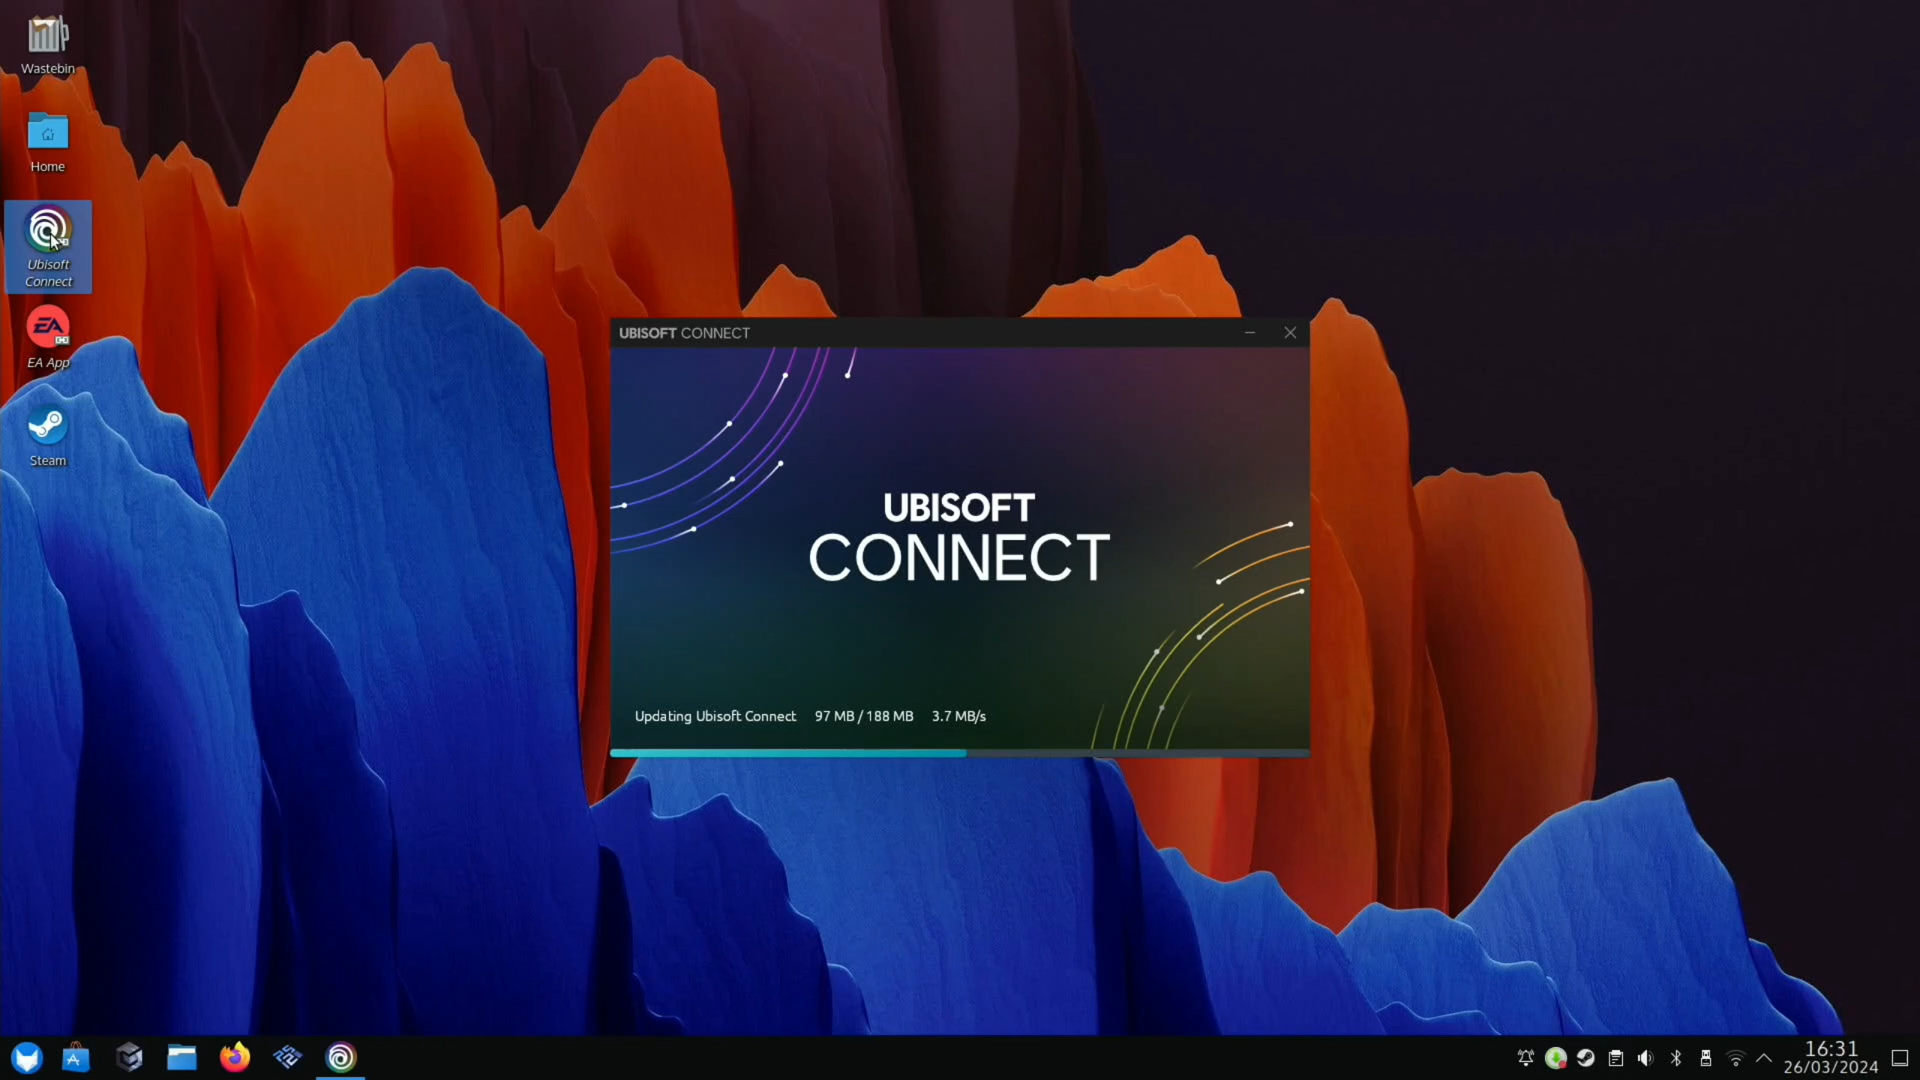 Wastebin
Home
Ubisoft
Connect
EA
EA App
Steam
UBISOFT CONNECT
UBISOFT
CONNECT
Updating Ubisoft Connect 97 MB / 188 MB 3.7 MB/s
16:31
26/03/2024